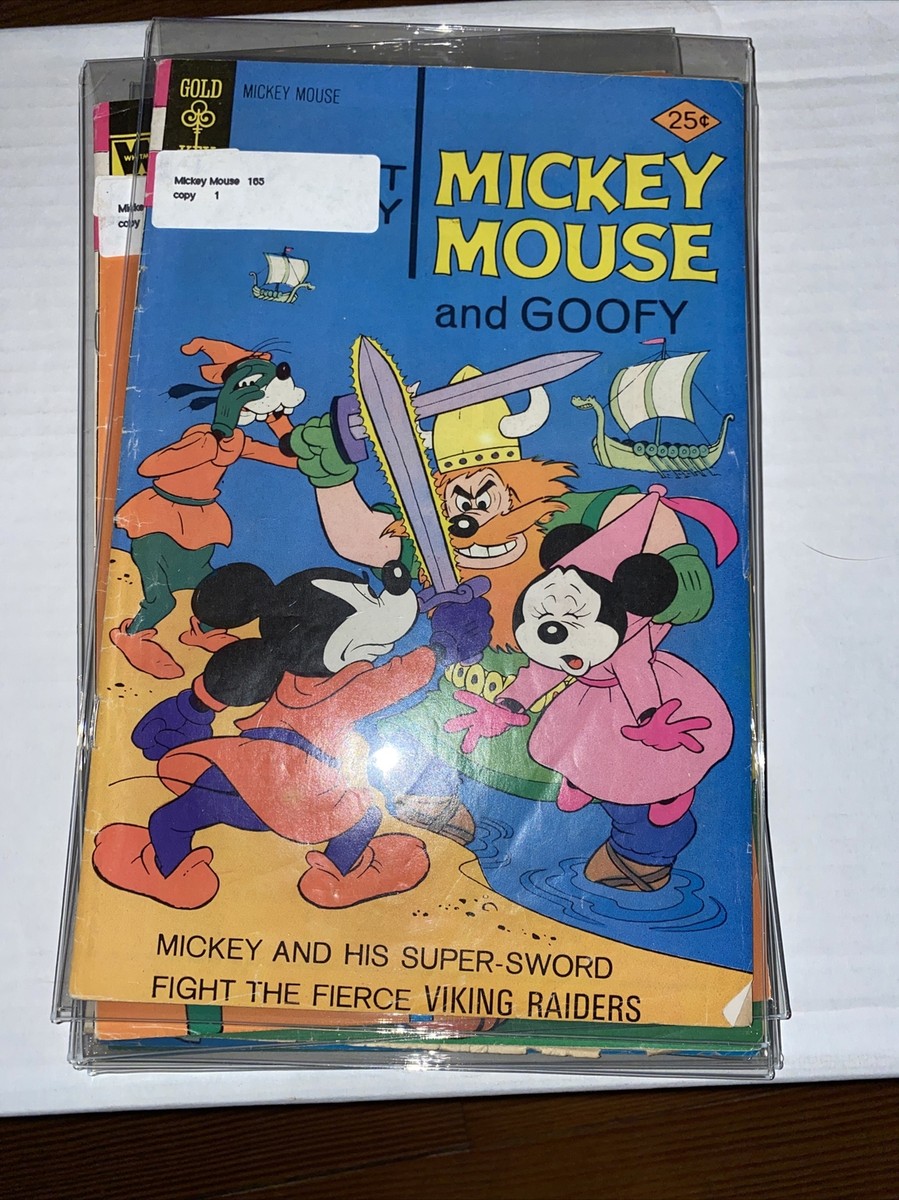 GOLD
MICKEY MOUSE
25¢
Mickey Mouse 165
copy 1
T
Y
MICKEY
MOUSE
and GOOFY
MICKEY AND HIS SUPER-SWORD
FIGHT THE FIERCE VIKING RAIDERS
copy